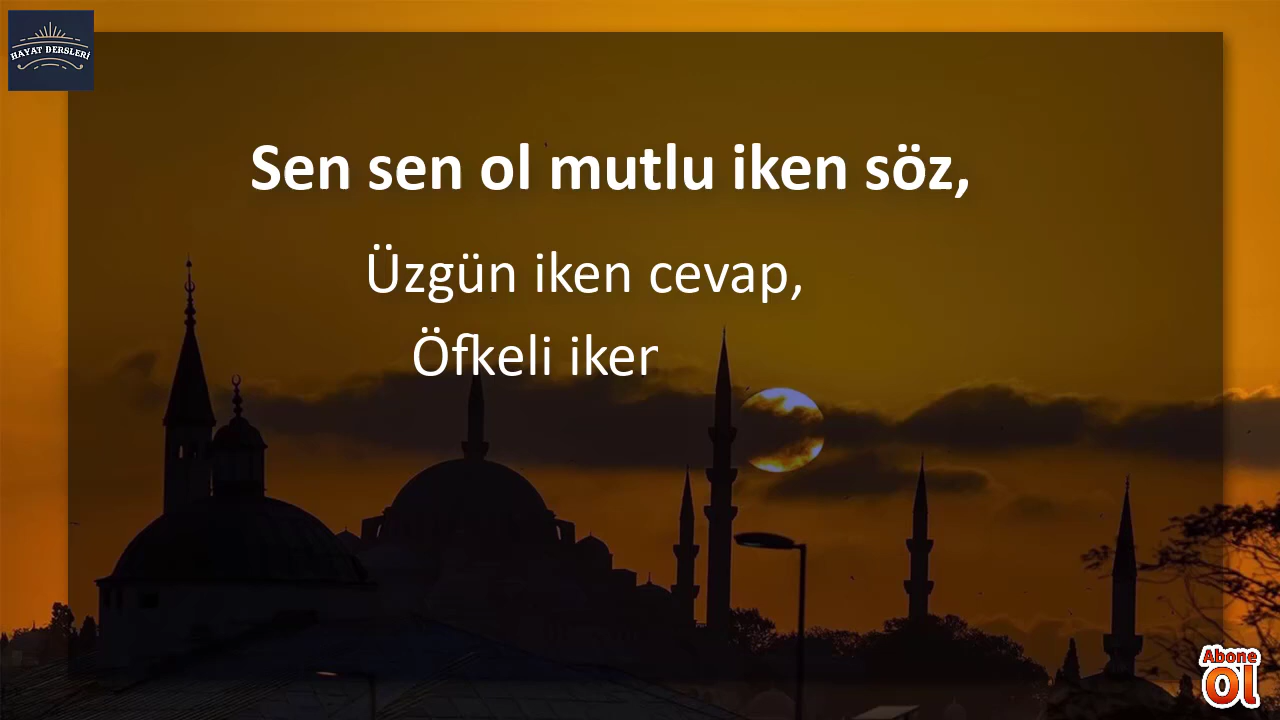 HAYAT DERSLERİ
Sen sen ol mutlu iken söz,
Üzgün iken cevap,
Öfkeli iker
Abone
ol